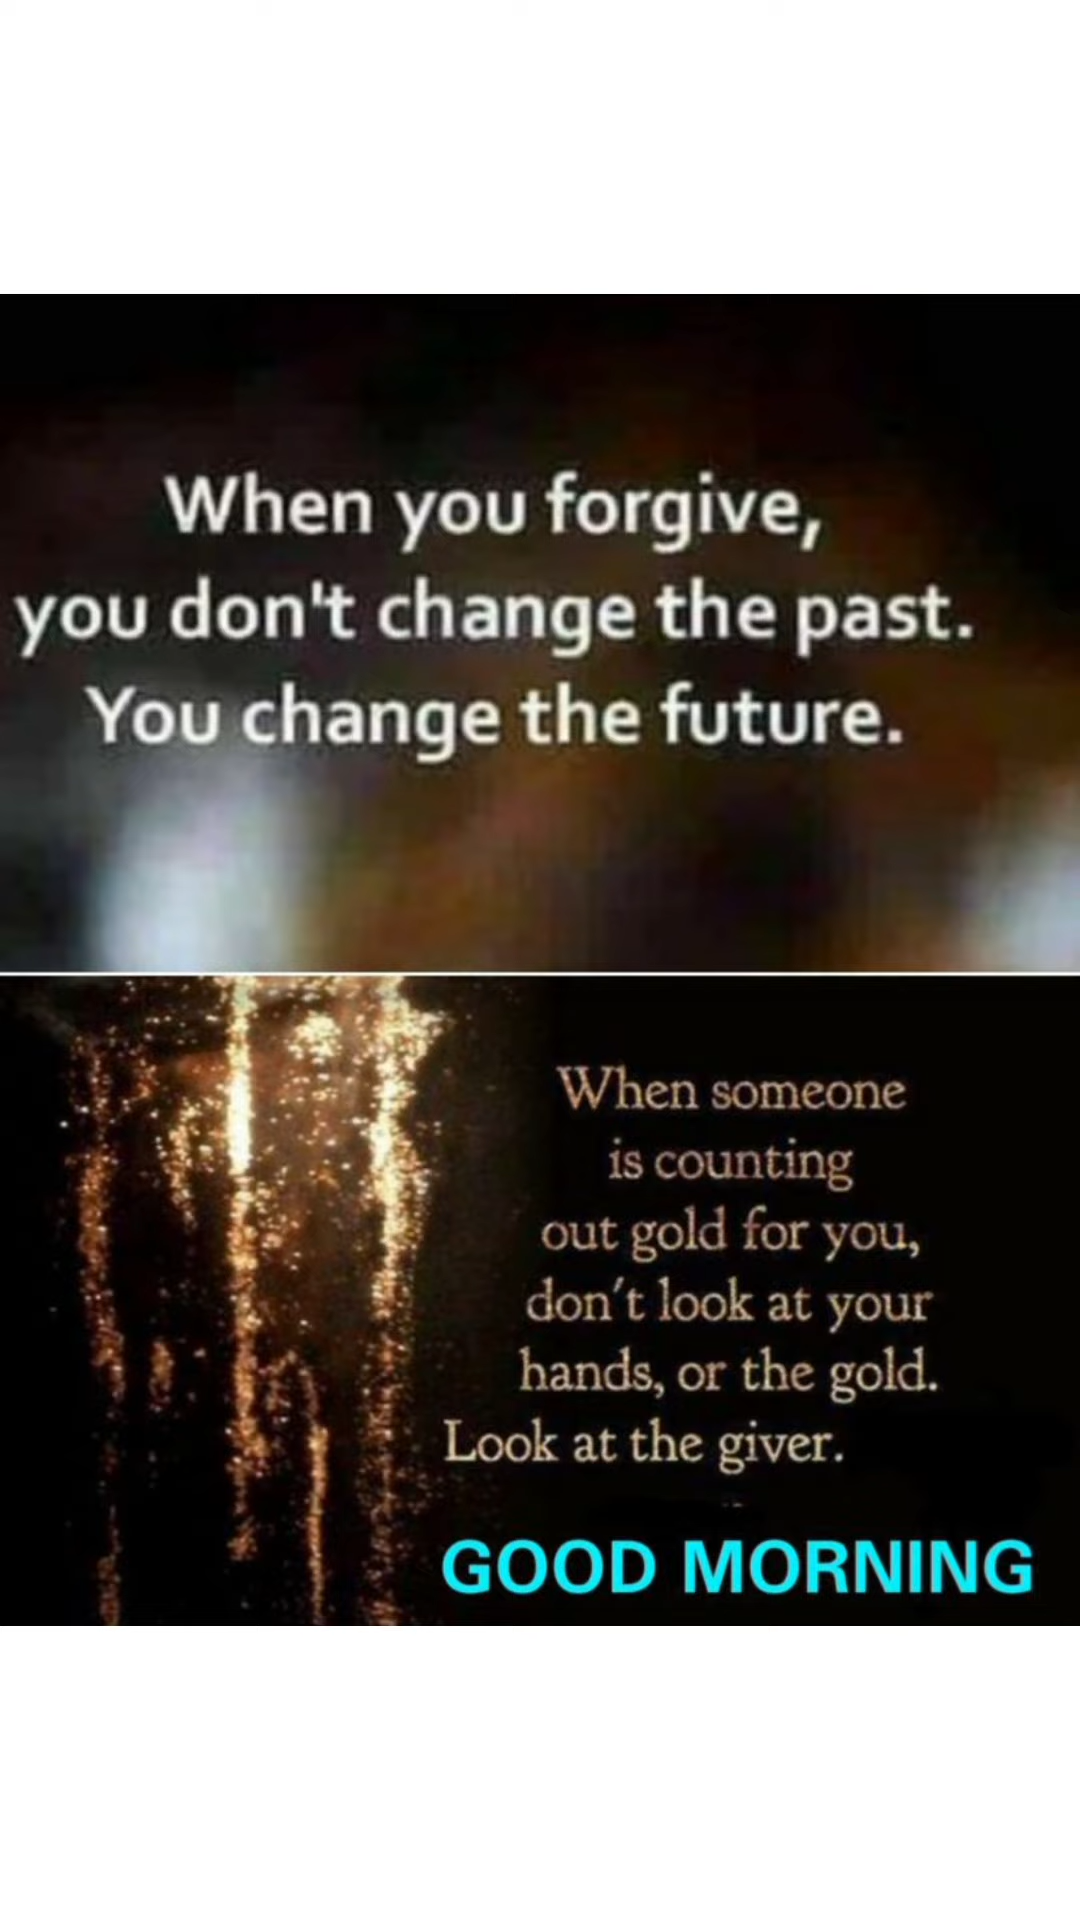 When you forgive,
you don't change the past.
You change the future.
When someone
is counting
out gold for you,
don't look at your
hands, or the gold.
Look at the giver.
GOOD MORNING